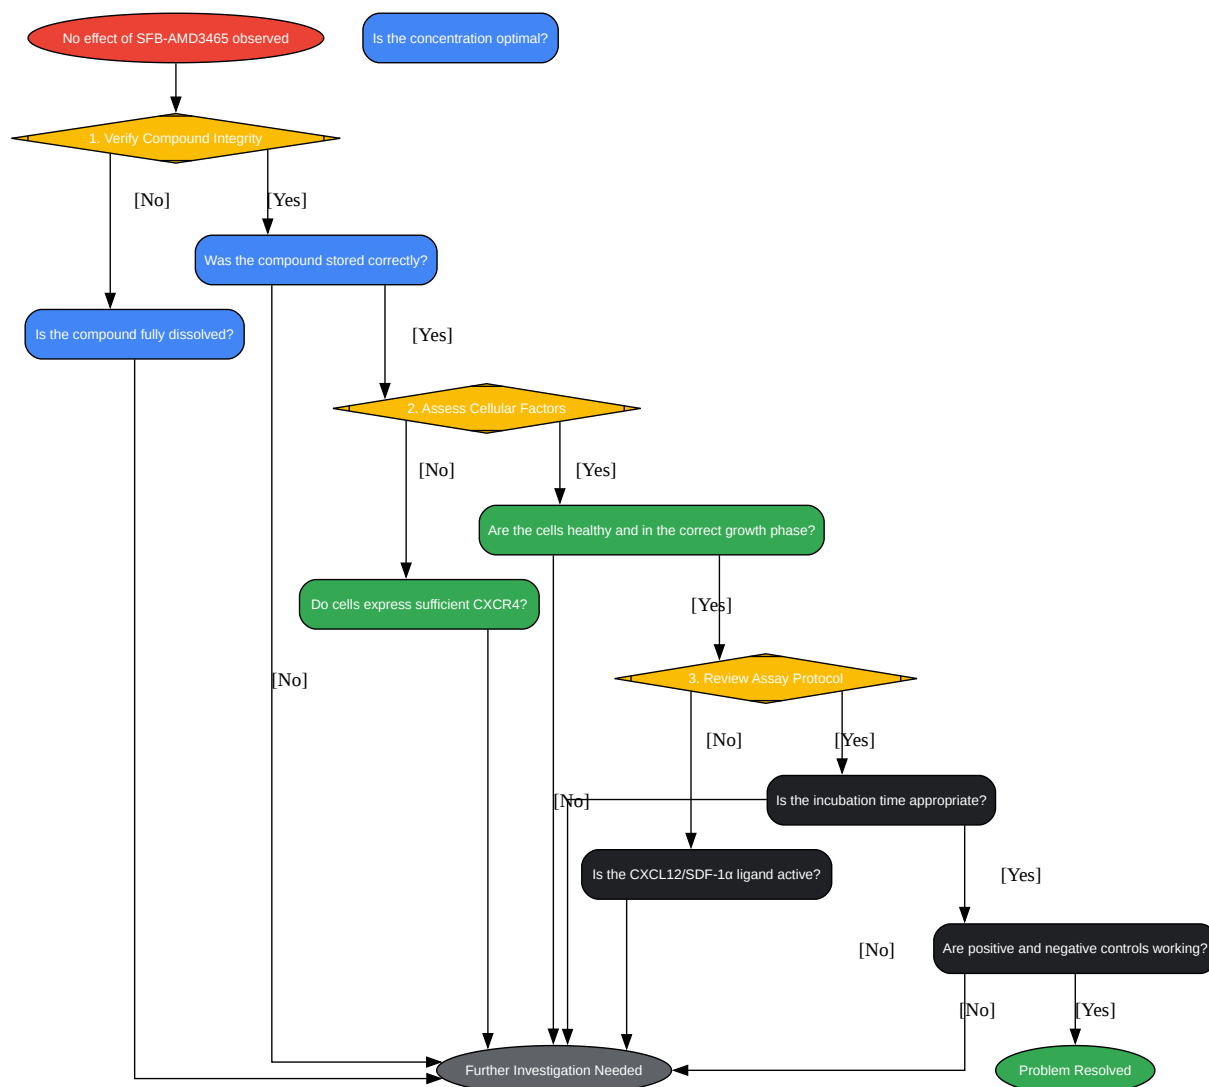 No effect of SFB-AMD3465 observed
Is the concentration optimal?
1. Verify Compound Integrity
[No]
[Yes]
Was the compound stored correctly?
Is the compound fully dissolved?
[Yes]
2. Assess Cellular Factors
[No]
[Yes]
Are the cells healthy and in the correct growth phase?
Do cells express sufficient CXCR4?
[Yes]
[No]
3. Review Assay Protocol
[No]
[Yes]
[No]
Is the incubation time appropriate?
Is the CXCL12/SDF-1α ligand active?
[Yes]
[No]
Are positive and negative controls working?
[No]
[Yes]
Further Investigation Needed
Problem Resolved